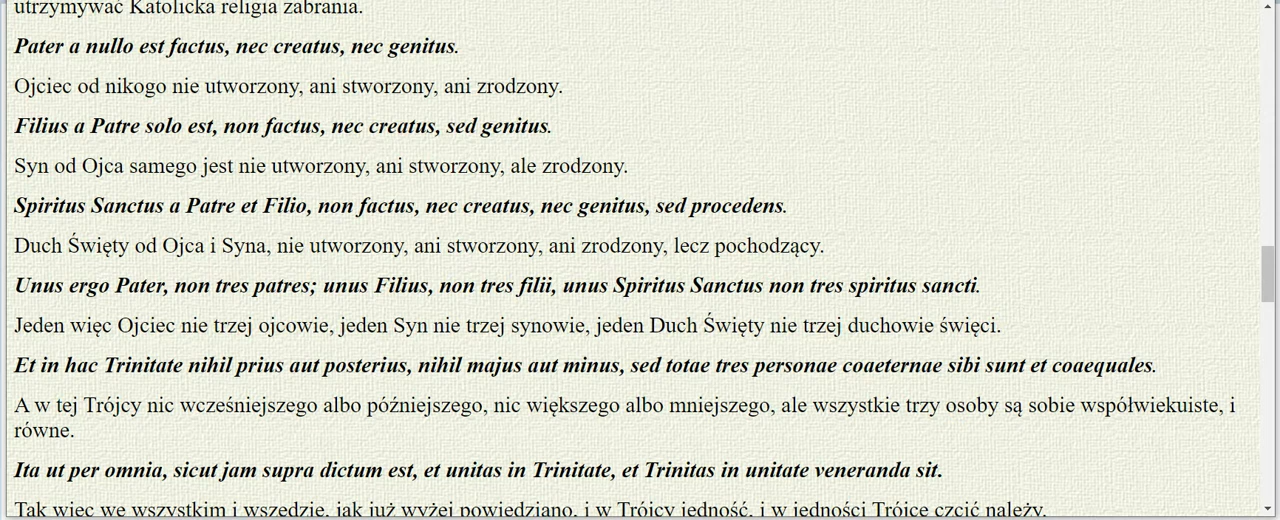 utrzymywać Katolicka religia zabrania.
Pater a nullo est factus, nec creatus, nec genitus.
Ojciec od nikogo nie utworzony, ani stworzony, ani zrodzony.
Filius a Patre solo est, non factus, nec creatus, sed genitus.
Syn od Ojca samego jest nie utworzony, ani stworzony, ale zrodzony.
Spiritus Sanctus a Patre et Filio, non factus, nec creatus, nec genitus, sed procedens.
Duch Święty od Ojca i Syna, nie utworzony, ani stworzony, ani zrodzony, lecz pochodzący.
Unus ergo Pater, non tres patres; unus Filius, non tres filii, unus Spiritus Sanctus non tres spiritus sancti.
Jeden więc Ojciec nie trzej ojcowie, jeden Syn nie trzej synowie, jeden Duch Święty nie trzej duchowie święci.
Et in hac Trinitate nihil prius aut posterius, nihil majus aut minus, sed totae tres personae coaeternae sibi sunt et coaequales.
A w tej Trójcy nic wcześniejszego albo późniejszego, nic większego albo mniejszego, ale wszystkie trzy osoby są sobie współwiekuiste, i
równe.
Ita ut per omnia, sicut jam supra dictum est, et unitas in Trinitate, et Trinitas in unitate veneranda sit.
Tak więc we wszystkim i wszędzie, jak już wyżej powiedziano, i w Trójcy jedność, i w jedności Trójcę czcić należy.